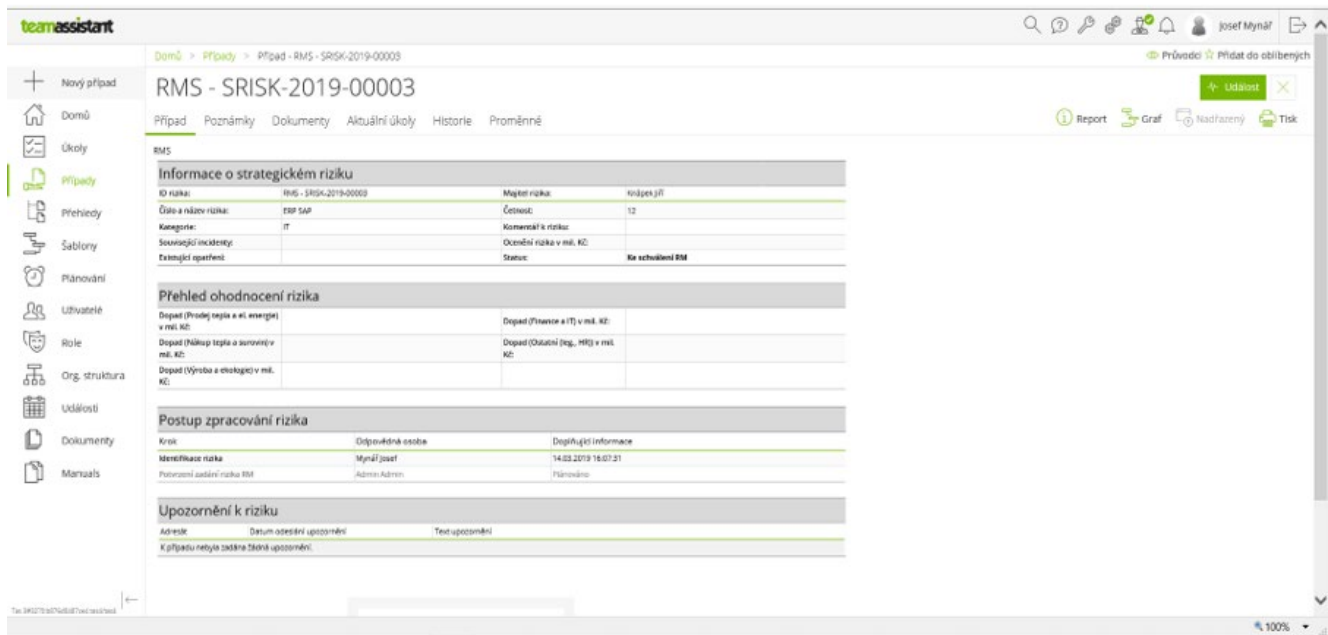 teamassistant
Josef Mynář
Domů > Případy > Případ - RMS - SRISK-2019-00003
Průvodci Přidat do oblíbených
Nový případ
RMS - SRISK-2019-00003
Událost
Domů
Případ Poznámky Dokumenty Aktuální úkoly Historie Proměnné
Report Graf Nadřazený Tisk
Úkoly
RMS
Případy
Informace o strategickém riziku
ID rizika: RMS - SRISK-2019-00003 Majitel rizika: Knápek Jiří
Přehledy
Číslo a název rizika: ERP SAP Četnost: 12
Kategorie: IT Komentář k riziku:
Šablony
Související incidenty: Ocenění rizika v mil. Kč:
Existující opatření: Status: Ke schválení RM
Plánování
Přehled ohodnocení rizika
Uživatelé
Dopad (Prodej tepla a el. energie) v mil. Kč: Dopad (Finance a IT) v mil. Kč:
Role
Dopad (Nákup tepla a surovin) v mil. Kč: Dopad (Ostatní (leg., HR)) v mil. Kč:
Org. struktura
Dopad (Výroba a ekologie) v mil. Kč:
Události
Postup zpracování rizika
Dokumenty
Krok Odpovědná osoba Doplňující informace
Identifikace rizika Mynář Josef 14.03.2019 16:07:31
Manuals
Potvrzení zadání rizika RM Admin Admin Plánováno
Upozornění k riziku
Adresát Datum odeslání upozornění Text upozornění
K případu nebyla zadána žádná upozornění.
100%